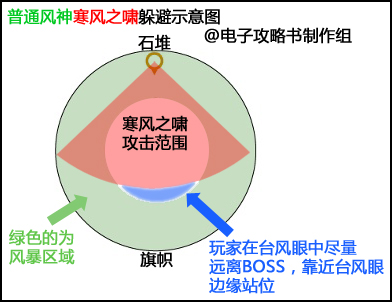 普通风神寒风之啸躲避示意图
@电子攻略书制作组
石堆
寒风之啸
攻击范围
绿色的为
风暴区域
旗帜
玩家在台风眼中尽量
远离BOSS，靠近台风眼
边缘站位